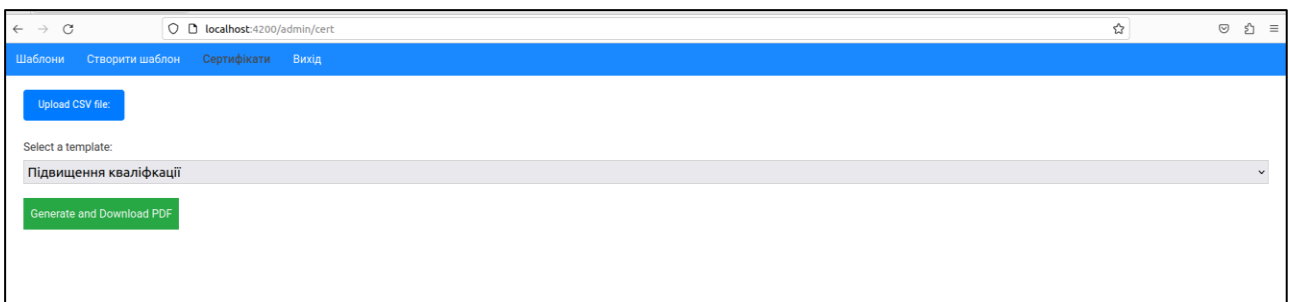 localhost:4200/admin/cert
Шаблони Створити шаблон Сертифікати Вихід
Upload CSV file:
Select a template:
Підвищення кваліфкації
Generate and Download PDF